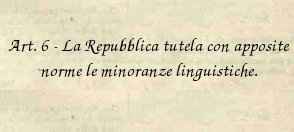 Art. 6 - La Repubblica tutela con apposite
norme le minoranze linguistiche.